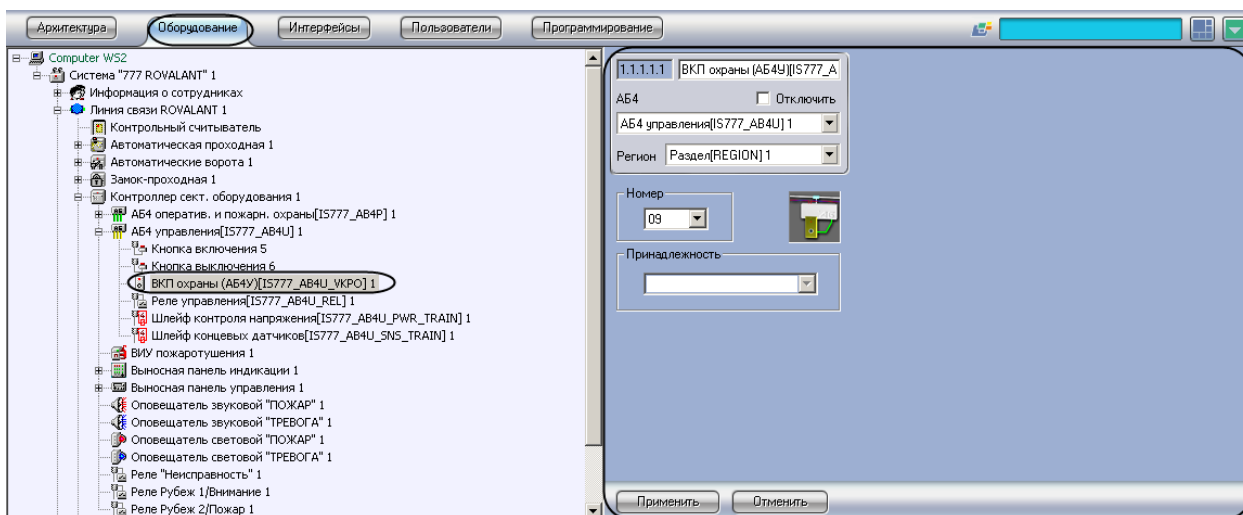 Архитектура Оборудование Интерфейсы Пользователи Программирование
Computer WS2
Система "777 ROVALANT" 1
Информация о сотрудниках
Линия связи ROVALANT 1
Контрольный считыватель
Автоматическая проходная 1
Автоматические ворота 1
Замок-проходная 1
Контроллер сект. оборудования 1
АБ4 оператив. и пожарн. охраны[IS777_AB4P] 1
АБ4 управления[IS777_AB4U] 1
Кнопка включения 5
Кнопка выключения 6
ВКП охраны (АБ4У)[IS777_AB4U_VKPO] 1
Реле управления[IS777_AB4U_REL] 1
Шлейф контроля напряжения[IS777_AB4U_PWR_TRAIN] 1
Шлейф концевых датчиков[IS777_AB4U_SNS_TRAIN] 1
ВИУ пожаротушения 1
Выносная панель индикации 1
Выносная панель управления 1
Оповещатель звуковой "ПОЖАР" 1
Оповещатель звуковой "ТРЕВОГА" 1
Оповещатель световой "ПОЖАР" 1
Оповещатель световой "ТРЕВОГА" 1
Реле "Неисправность" 1
Реле Рубеж 1/Внимание 1
Реле Рубеж 2/Пожар 1
1.1.1.1.1 ВКП охраны (АБ4У)[IS777_A
АБ4 Отключить
АБ4 управления[IS777_AB4U] 1
Регион Раздел[REGION] 1
Номер
09
Принадлежность
Применить Отменить